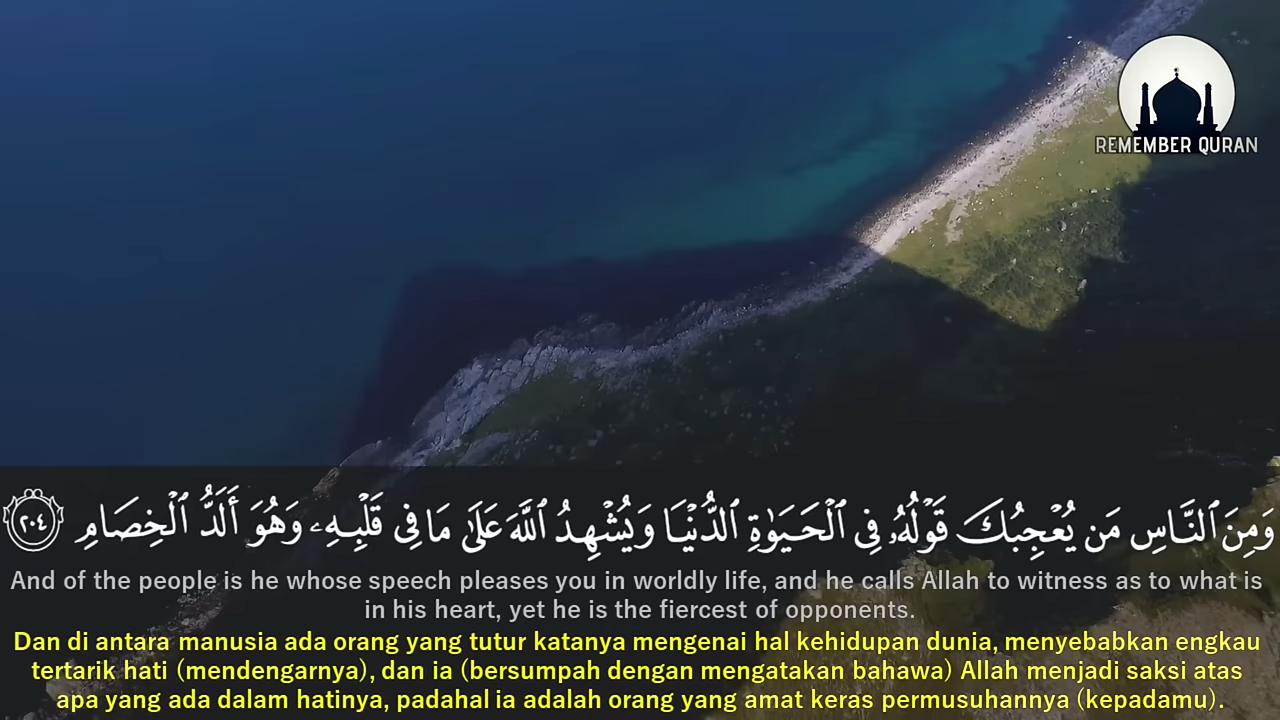 REMEMBER QURAN
وَمِنَ ٱلنَّاسِ مَن يُعْجِبُكَ قَوْلُهُۥ فِى ٱلْحَيَوٰةِ ٱلدُّنْيَا وَيُشْهِدُ ٱللَّهَ عَلَىٰ مَا فِى قَلْبِهِۦ وَهُوَ أَلَدُّ ٱلْخِصَامِ ٢٠٤
And of the people is he whose speech pleases you in worldly life, and he calls Allah to witness as to what is
in his heart, yet he is the fiercest of opponents.
Dan di antara manusia ada orang yang tutur katanya mengenai hal kehidupan dunia, menyebabkan engkau
tertarik hati (mendengarnya), dan ia (bersumpah dengan mengatakan bahawa) Allah menjadi saksi atas
apa yang ada dalam hatinya, padahal ia adalah orang yang amat keras permusuhannya (kepadamu).